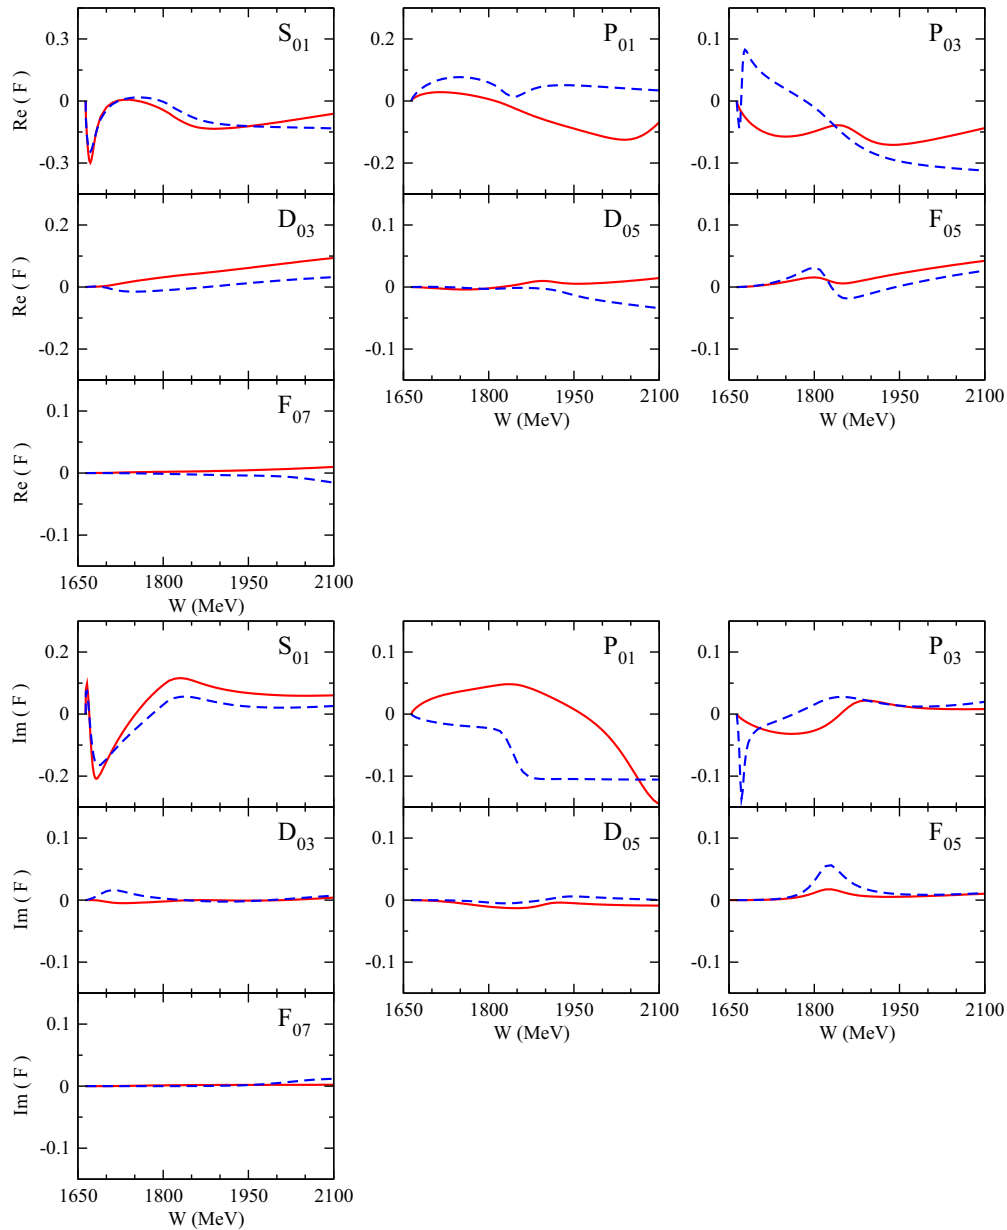 S01 P01 P03
0.3 0.2 0.1
Re ( F )
0 0 0
-0.3 -0.2 -0.1
D03 D05 F05
0.2 0.1 0.1
Re ( F )
0 0 0
-0.2 -0.1 -0.1
F07
1650 1800 1950 2100 1650 1800 1950 2100
W (MeV) W (MeV)
0.1
Re ( F )
0
-0.1
1650 1800 1950 2100
W (MeV)
S01 P01 P03
0.2 0.1 0.1
Im ( F )
0 0 0
-0.2 -0.1 -0.1
D03 D05 F05
0.1 0.1 0.1
Im ( F )
0 0 0
-0.1 -0.1 -0.1
F07
1650 1800 1950 2100 1650 1800 1950 2100
W (MeV) W (MeV)
0.1
Im ( F )
0
-0.1
1650 1800 1950 2100
W (MeV)